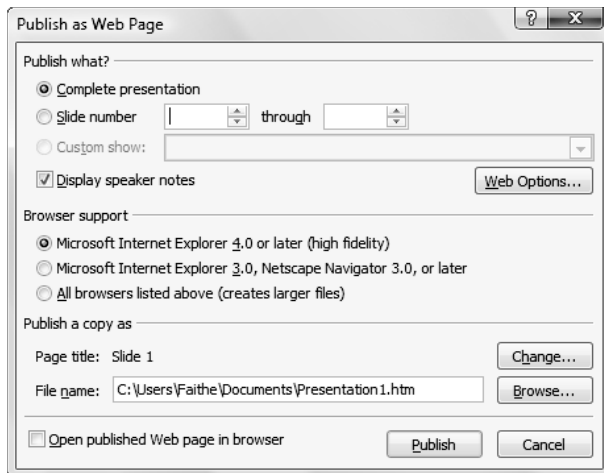 Publish as Web Page
Publish what?
Complete presentation
Slide number through
Custom show:
Display speaker notes Web Options...
Browser support
Microsoft Internet Explorer 4.0 or later (high fidelity)
Microsoft Internet Explorer 3.0, Netscape Navigator 3.0, or later
All browsers listed above (creates larger files)
Publish a copy as
Page title: Slide 1 Change...
File name: C:\Users\Faithe\Documents\Presentation1.htm Browse...
Open published Web page in browser Publish Cancel